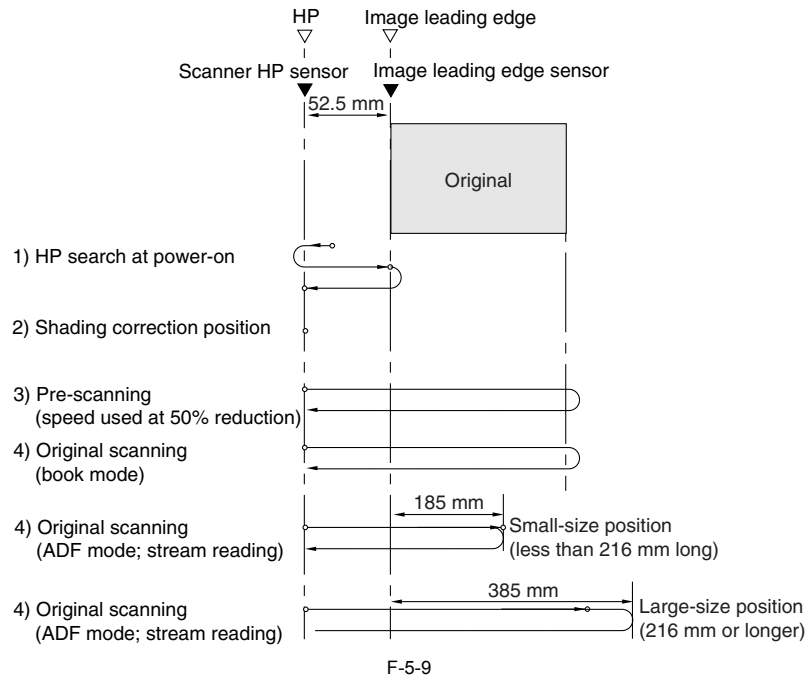 HP
Image leading edge
Scanner HP sensor
Image leading edge sensor
52.5 mm
Original
1) HP search at power-on
2) Shading correction position
3) Pre-scanning
(speed used at 50% reduction)
4) Original scanning
(book mode)
185 mm
4) Original scanning
(ADF mode; stream reading)
Small-size position
(less than 216 mm long)
385 mm
4) Original scanning
(ADF mode; stream reading)
Large-size position
(216 mm or longer)
F-5-9